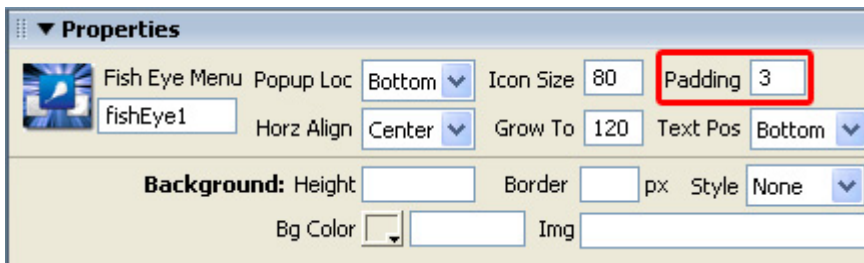 Properties
Fish Eye Menu Popup Loc Bottom Icon Size 80 Padding 3
fishEye1 Horz Align Center Grow To 120 Text Pos Bottom
Background: Height Border px Style None
Bg Color Img